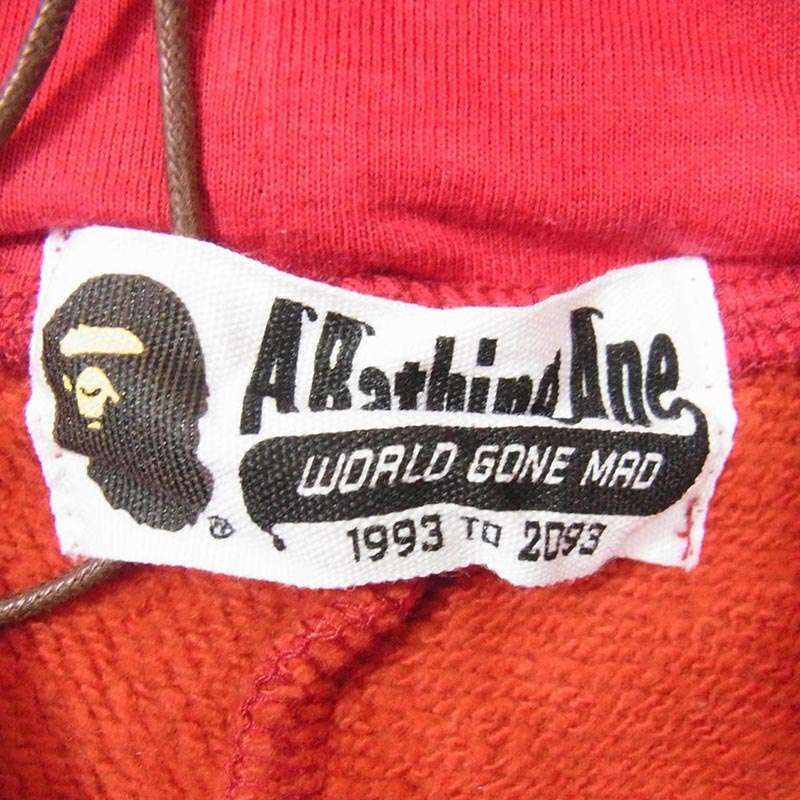 A Bathing Ape
WORLD GONE MAD
1993 TO 2093
®